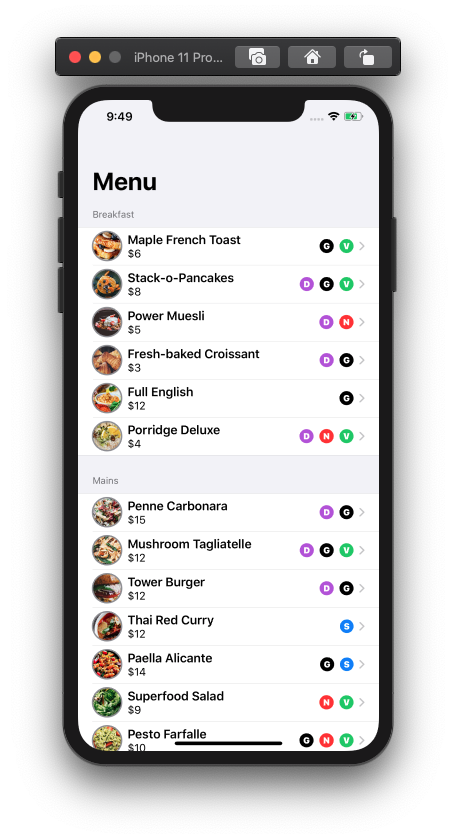 iPhone 11 Pro...
9:49
Menu
Breakfast
Maple French Toast
$6
G V
Stack-o-Pancakes
$8
D G V
Power Muesli
$5
D N
Fresh-baked Croissant
$3
D G
Full English
$12
G
Porridge Deluxe
$4
D N V
Mains
Penne Carbonara
$15
D G
Mushroom Tagliatelle
$12
D G V
Tower Burger
$12
D G
Thai Red Curry
$12
S
Paella Alicante
$14
G S
Superfood Salad
$9
N V
Pesto Farfalle
$10
G N V